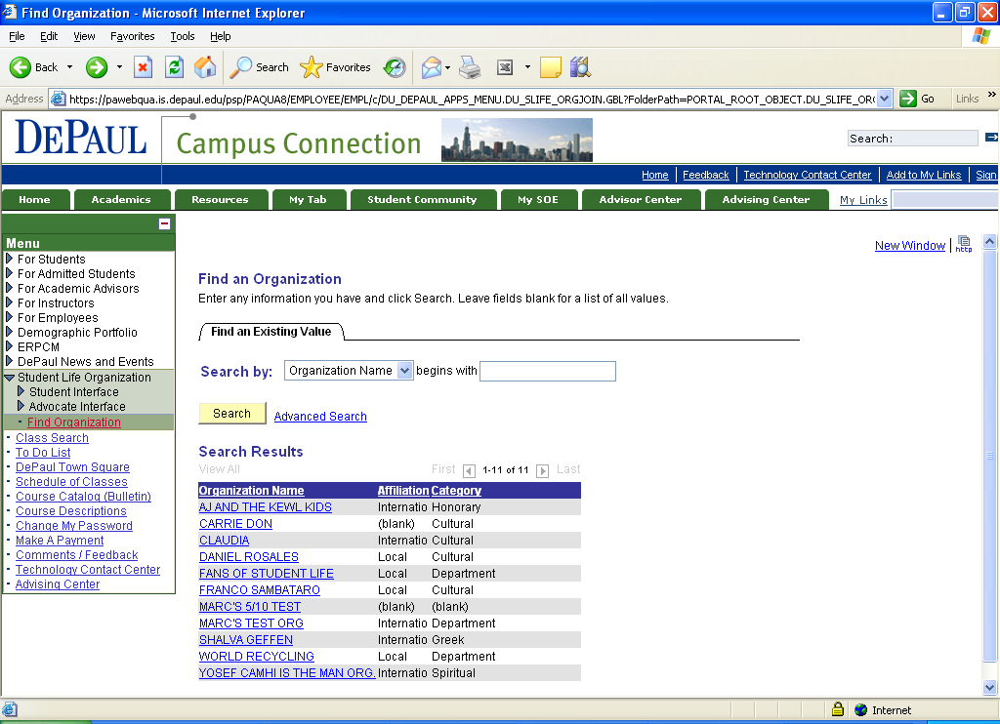 Find Organization - Microsoft Internet Explorer
File Edit View Favorites Tools Help
Back Search Favorites
Address https://pawebqua.is.depaul.edu/psp/PAQUA8/EMPLOYEE/EMPL/c/DU_DEPAUL_APPS_MENU.DU_SLIFE_ORGJOIN.GBL?FolderPath=PORTAL_ROOT_OBJECT.DU_SLIFE_OR Go Links »
DEPAUL Campus Connection Search:
Home Feedback Technology Contact Center Add to My Links Sign
Home Academics Resources My Tab Student Community My SOE Advisor Center Advising Center My Links
Menu
For Students
For Admitted Students
For Academic Advisors
For Instructors
For Employees
Demographic Portfolio
ERPCM
DePaul News and Events
Student Life Organization
Student Interface
Advocate Interface
Find Organization
Class Search
To Do List
DePaul Town Square
Schedule of Classes
Course Catalog (Bulletin)
Course Descriptions
Change My Password
Make A Payment
Comments / Feedback
Technology Contact Center
Advising Center
New Window http
Find an Organization
Enter any information you have and click Search. Leave fields blank for a list of all values.
Find an Existing Value
Search by: Organization Name begins with
Search Advanced Search
Search Results
View All First 1-11 of 11 Last
Organization Name Affiliation Category
AJ AND THE KEWL KIDS Internatio Honorary
CARRIE DON (blank) Cultural
CLAUDIA Internatio Cultural
DANIEL ROSALES Local Cultural
FANS OF STUDENT LIFE Local Department
FRANCO SAMBATARO Local Cultural
MARC'S 5/10 TEST (blank) (blank)
MARC'S TEST ORG Internatio Department
SHALVA GEFFEN Internatio Greek
WORLD RECYCLING Local Department
YOSEF CAMHI IS THE MAN ORG. Internatio Spiritual
Internet